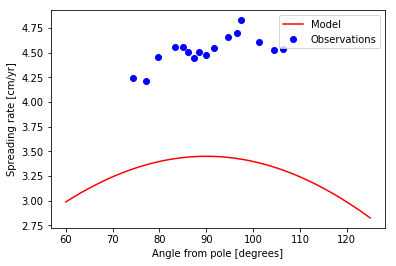 Model
Observations
4.75
4.50
4.25
4.00
3.75
3.50
3.25
3.00
2.75
Spreading rate [cm/yr]
60 70 80 90 100 110 120
Angle from pole [degrees]